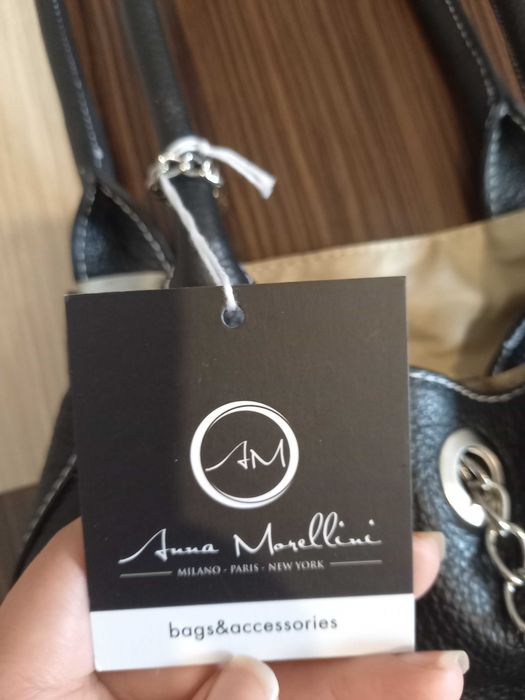 AM
Anna Morellini
MILANO - PARIS - NEW YORK
bags&accessories